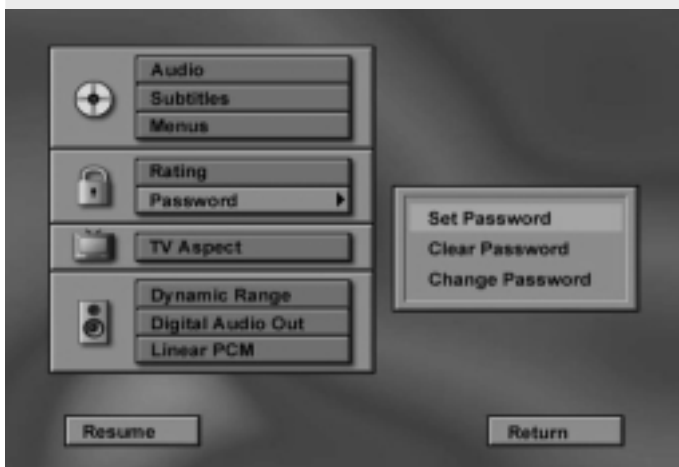 Audio
Subtitles
Menus
Rating
Password
TV Aspect
Dynamic Range
Digital Audio Out
Linear PCM
Set Password
Clear Password
Change Password
Resume
Return